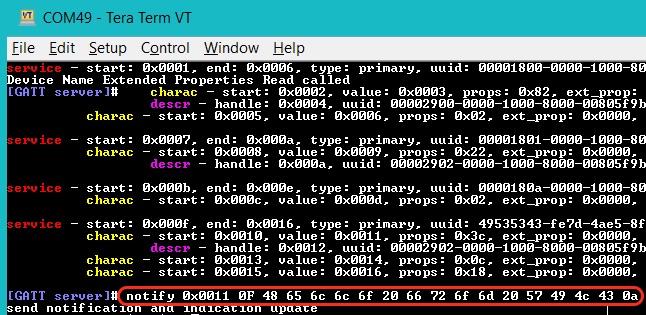 COM49 - Tera Term VT
File Edit Setup Control Window Help
service - start: 0x0001, end: 0x0006, type: primary, uuid: 00001800-0000-1000-80
Device Name Extended Properties Read called
[GATT server]# charac - start: 0x0002, value: 0x0003, props: 0x82, ext_prop:
descr - handle: 0x0004, uuid: 00002900-0000-1000-8000-00805f9b
charac - start: 0x0005, value: 0x0006, props: 0x02, ext_prop: 0x0000,
service - start: 0x0007, end: 0x000a, type: primary, uuid: 00001801-0000-1000-80
charac - start: 0x0008, value: 0x0009, props: 0x22, ext_prop: 0x0000,
descr - handle: 0x000a, uuid: 00002902-0000-1000-8000-00805f9b
service - start: 0x000b, end: 0x000e, type: primary, uuid: 0000180a-0000-1000-80
charac - start: 0x000c, value: 0x000d, props: 0x02, ext_prop: 0x0000,
service - start: 0x000f, end: 0x0016, type: primary, uuid: 49535343-fe7d-4ae5-8f
charac - start: 0x0010, value: 0x0011, props: 0x3c, ext_prop: 0x0000,
descr - handle: 0x0012, uuid: 00002902-0000-1000-8000-00805f9b
charac - start: 0x0013, value: 0x0014, props: 0x0c, ext_prop: 0x0000,
charac - start: 0x0015, value: 0x0016, props: 0x18, ext_prop: 0x0000,
[GATT server]# notify 0x0011 0F 48 65 6c 6c 6f 20 66 72 6f 6d 20 57 49 4c 43 0a
send notification and indication update